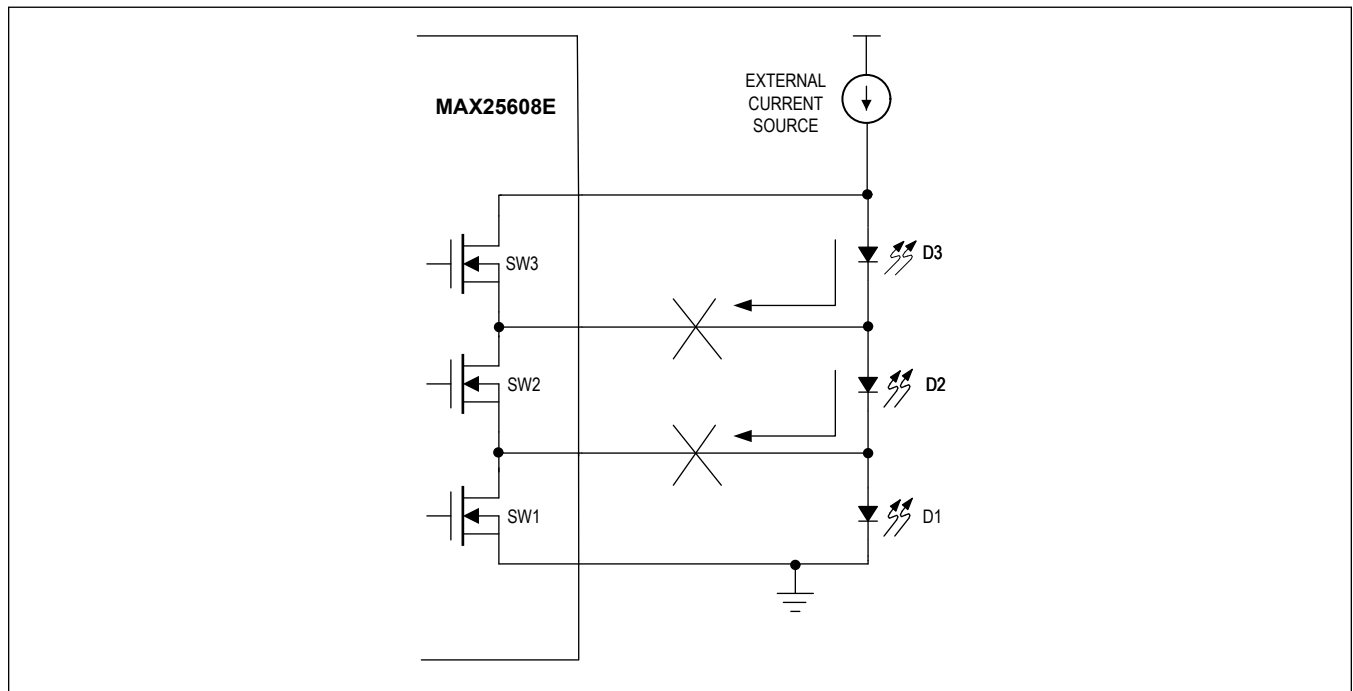 MAX25608E
EXTERNAL
CURRENT
SOURCE
SW3
D3
SW2
D2
SW1
D1